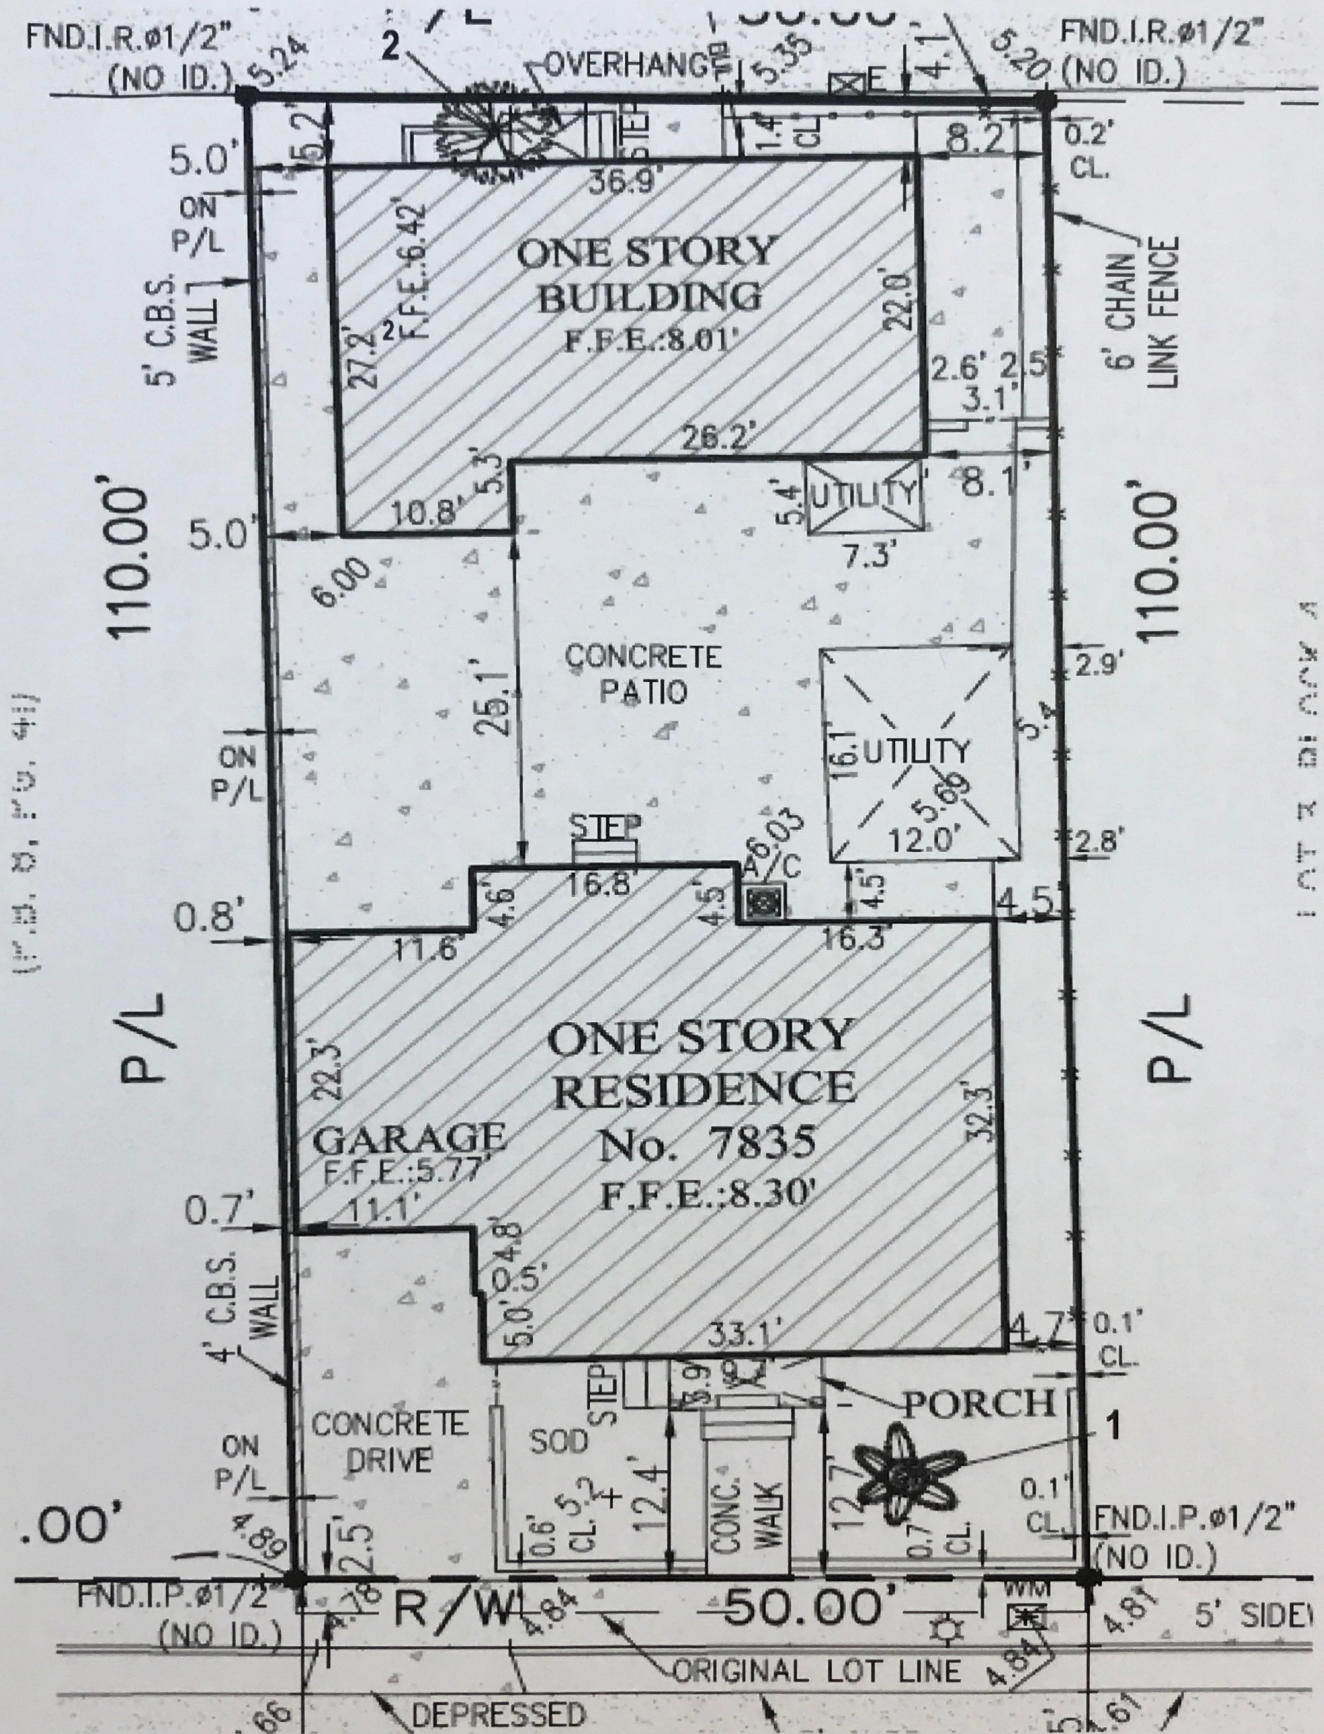 P/L
FND.I.R.ø1/2"
(NO ID.)
5.24
2
OVERHANG
5.35
E
4.1
5.20
FND.I.R.ø1/2"
(NO ID.)
5.2'
STEP
1.4'
CL.
8.2'
0.2'
CL.
5.0'
ON
P/L
36.9'
ONE STORY
BUILDING
F.F.E.:8.01'
F.F.E.:6.42'
2
27.2'
22.0'
5' C.B.S.
WALL
6' CHAIN
LINK FENCE
2.6'
2.5
3.1'
26.2'
5.3'
10.8'
5.4'
UTILITY
7.3'
8.1'
110.00'
5.0'
6.00
110.00'
CONCRETE
PATIO
25.1'
2.9'
5.4
16.1'
UTILITY
5.69
12.0'
2.8'
ON
P/L
STEP
16.8'
6.03
A/C
4.6'
4.5'
4.5'
4.5'
0.8'
11.6'
16.3'
P/L
P/L
22.3'
ONE STORY
RESIDENCE
No. 7835
F.F.E.:8.30'
32.3'
GARAGE
F.F.E.:5.77'
0.7'
11.1'
4.8'
0.5'
5.0'
33.1'
4.7'
0.1'
CL.
4' C.B.S.
WALL
STEP
PORCH
1
CONCRETE
DRIVE
SOD
12.4'
CONC.
WALK
12.7'
ON
P/L
0.6'
CL.
5.2
0.7'
CL.
0.1'
CL.
.00'
4.89
2.5'
FND.I.P.ø1/2"
(NO ID.)
FND.I.P.ø1/2"
(NO ID.)
4.78
R/W
4.84
50.00'
WM
4.84
4.81
5' SIDEW
ORIGINAL LOT LINE
DEPRESSED
.66
.61
5'